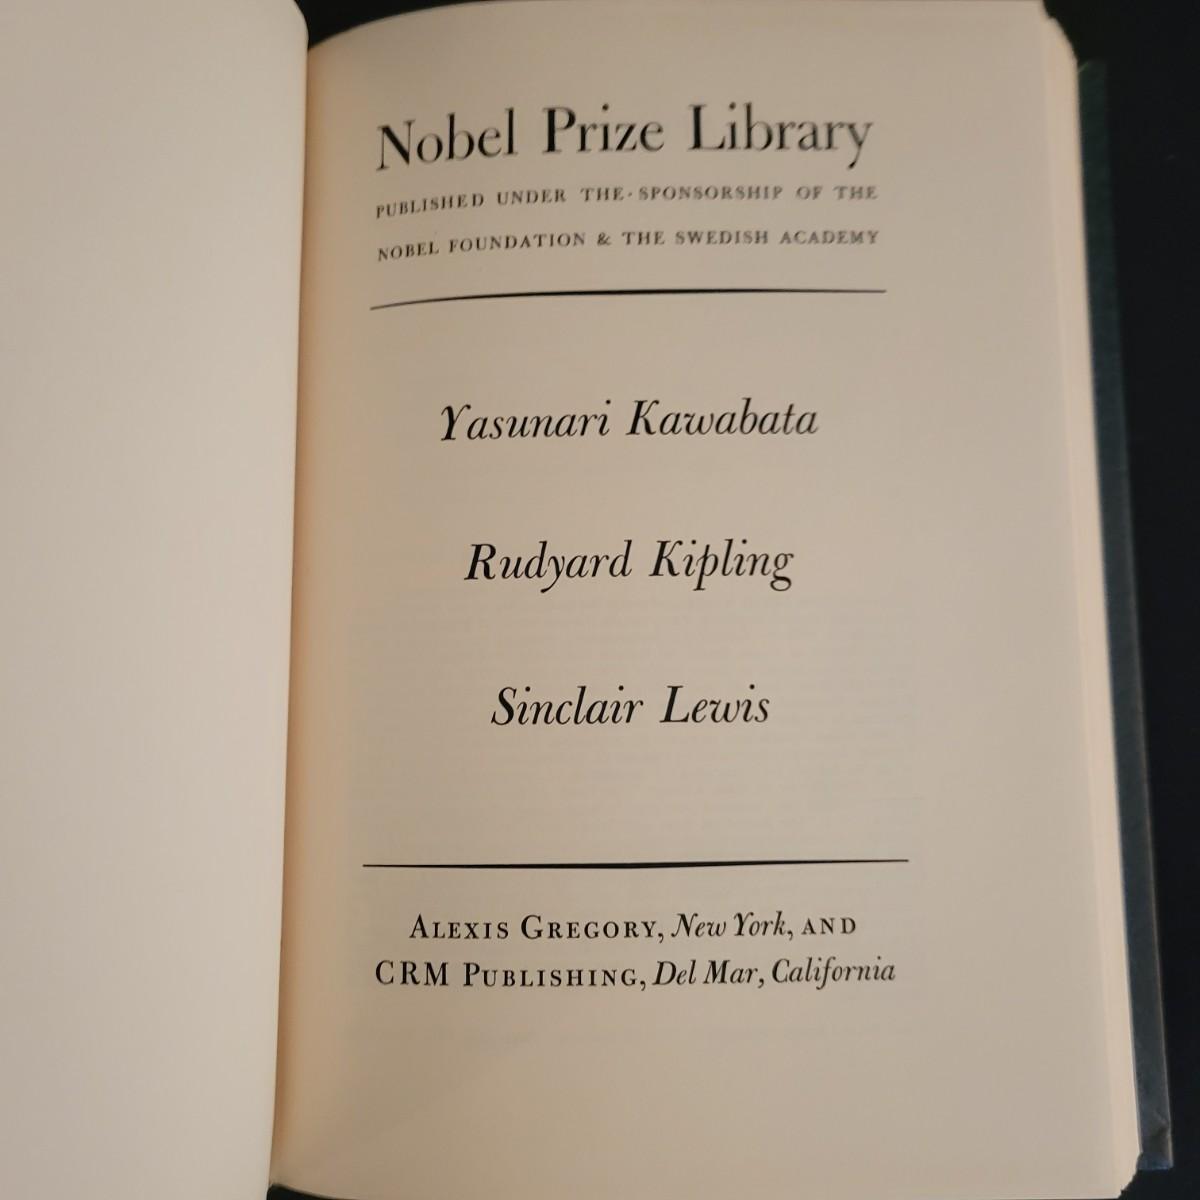 Nobel Prize Library
PUBLISHED UNDER THE · SPONSORSHIP OF THE
NOBEL FOUNDATION & THE SWEDISH ACADEMY
Yasunari Kawabata
Rudyard Kipling
Sinclair Lewis
ALEXIS GREGORY, New York, AND
CRM PUBLISHING, Del Mar, California